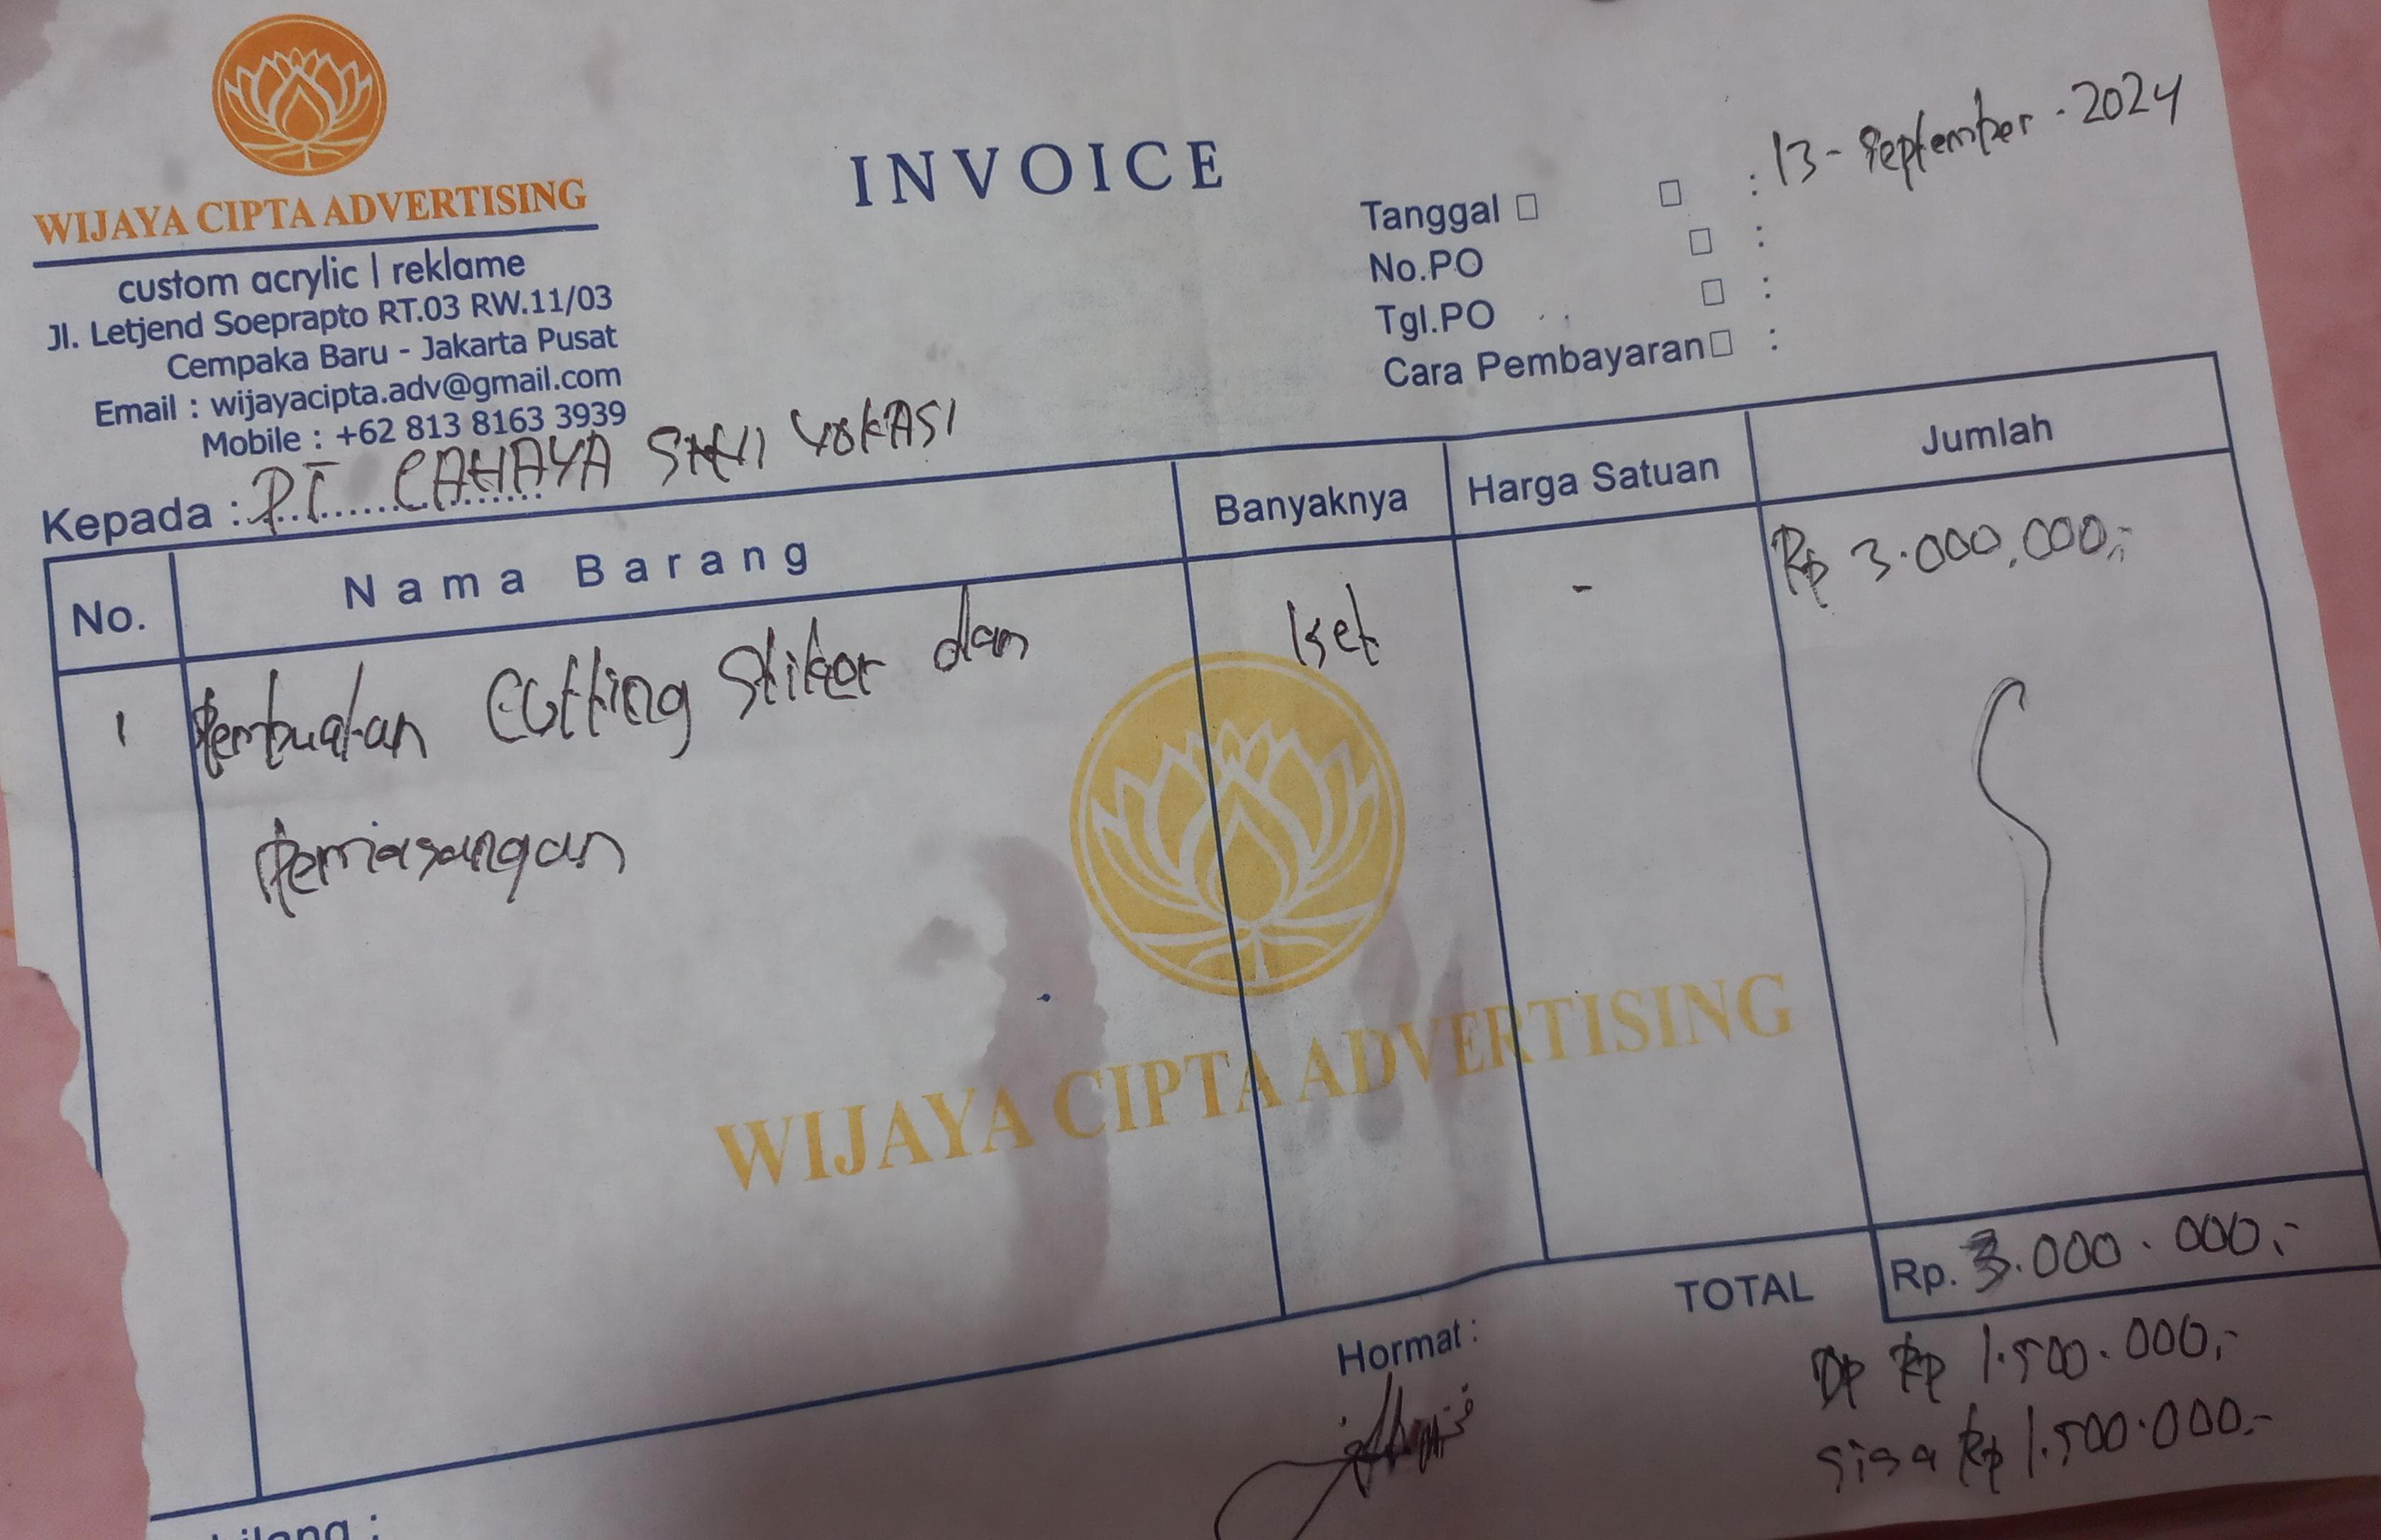 WIJAYA CIPTA ADVERTISING
custom acrylic | reklame
Jl. Letjend Soeprapto RT.03 RW.11/03
Cempaka Baru - Jakarta Pusat
Email : wijayacipta.adv@gmail.com
Mobile : +62 813 8163 3939
INVOICE
Tanggal : 13 - September - 2024
No.PO :
Tgl.PO :
Cara Pembayaran :
Kepada : PT CAHAYA VOKASI
No. Nama Barang Banyaknya Harga Satuan Jumlah
1 Pembuatan Cutting Stiker dan 1 set - Rp 3.000.000,-
Pemasangan
WIJAYA CIPTA ADVERTISING
TOTAL Rp. 3.000.000,-
Hormat :
DP Rp 1.500.000,-
Sisa Rp 1.500.000,-